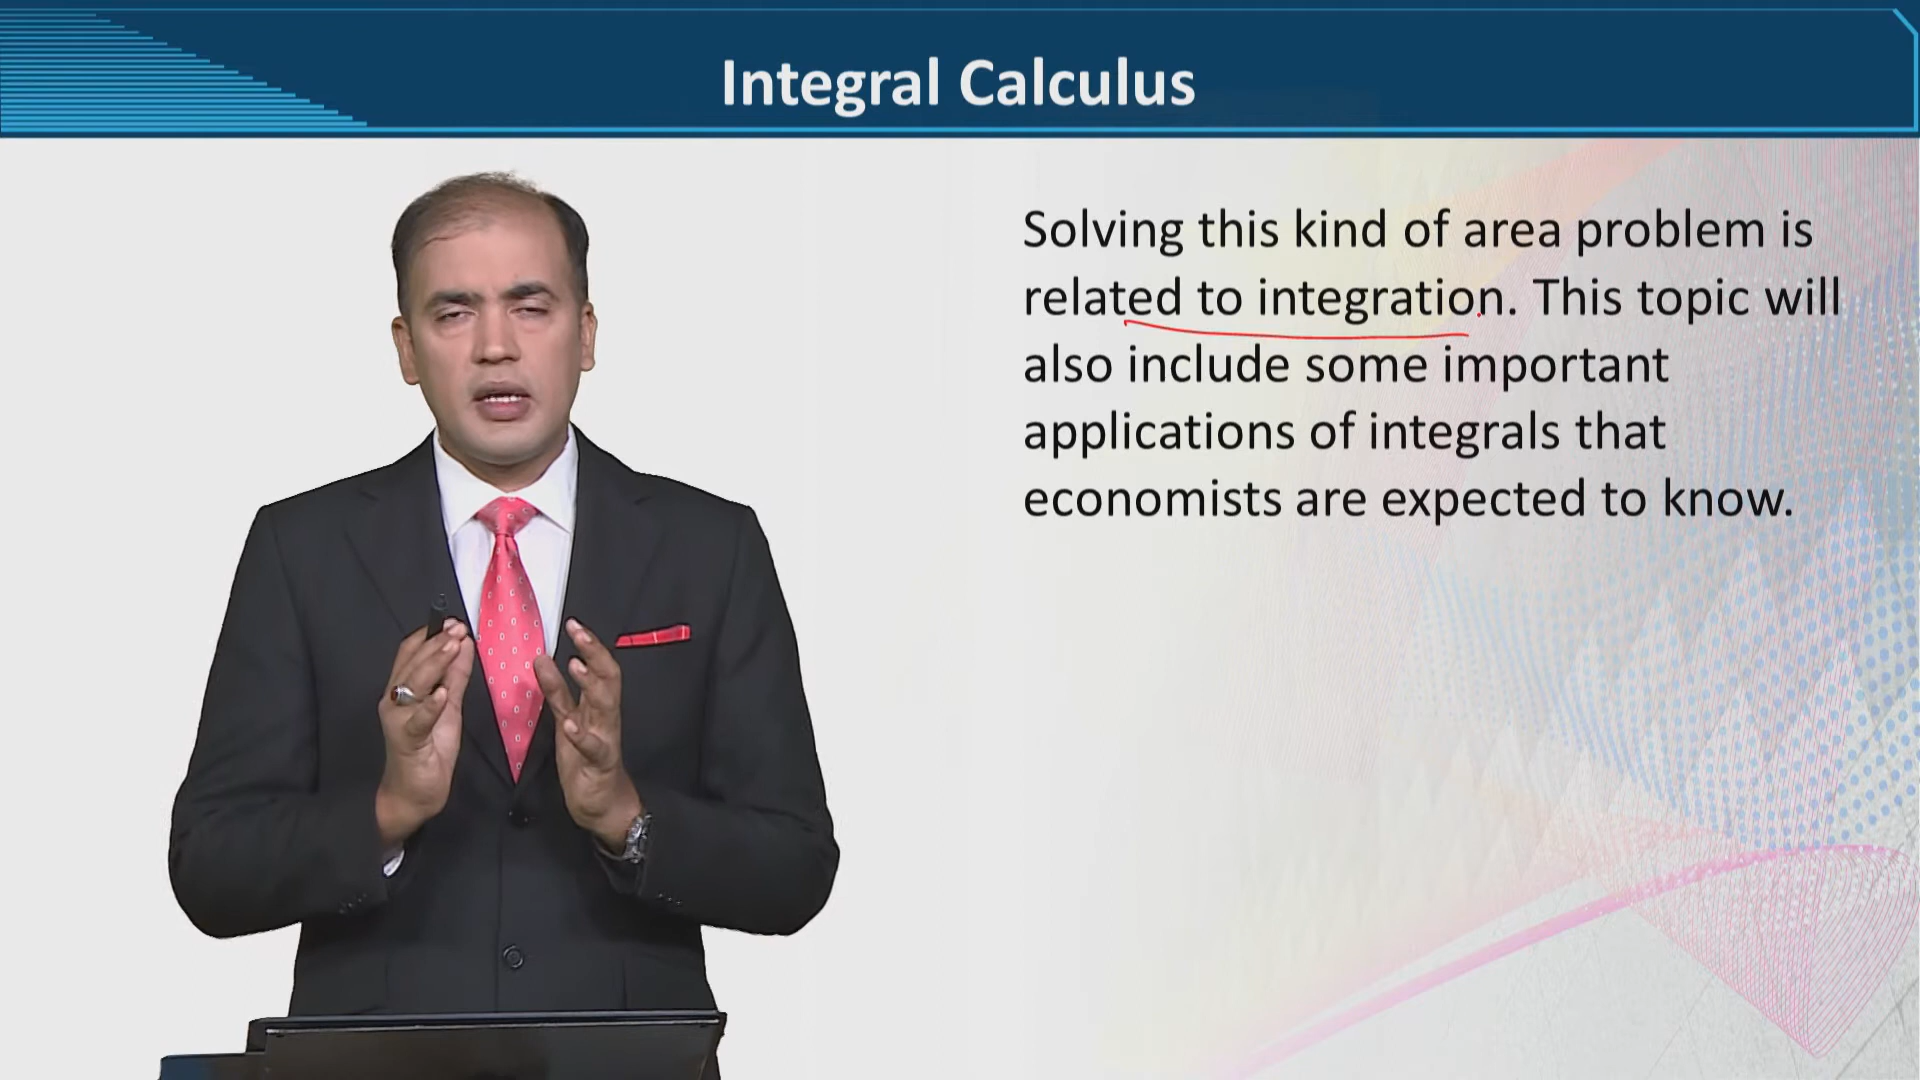 Integral Calculus
Solving this kind of area problem is
related to integration. This topic will
also include some important
applications of integrals that
economists are expected to know.